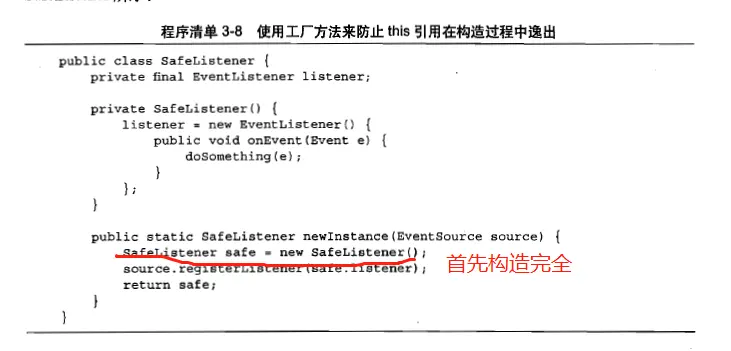 程序清单 3-8 使用工厂方法来防止 this 引用在构造过程中逸出
public class SafeListener {
private final EventListener listener;
private SafeListener() {
listener = new EventListener() {
public void onEvent(Event e) {
doSomething(e);
}
};
}
public static SafeListener newInstance(EventSource source) {
SafeListener safe = new SafeListener();
source.registerListener(safe.listener);
return safe;
}
}
首先构造完全